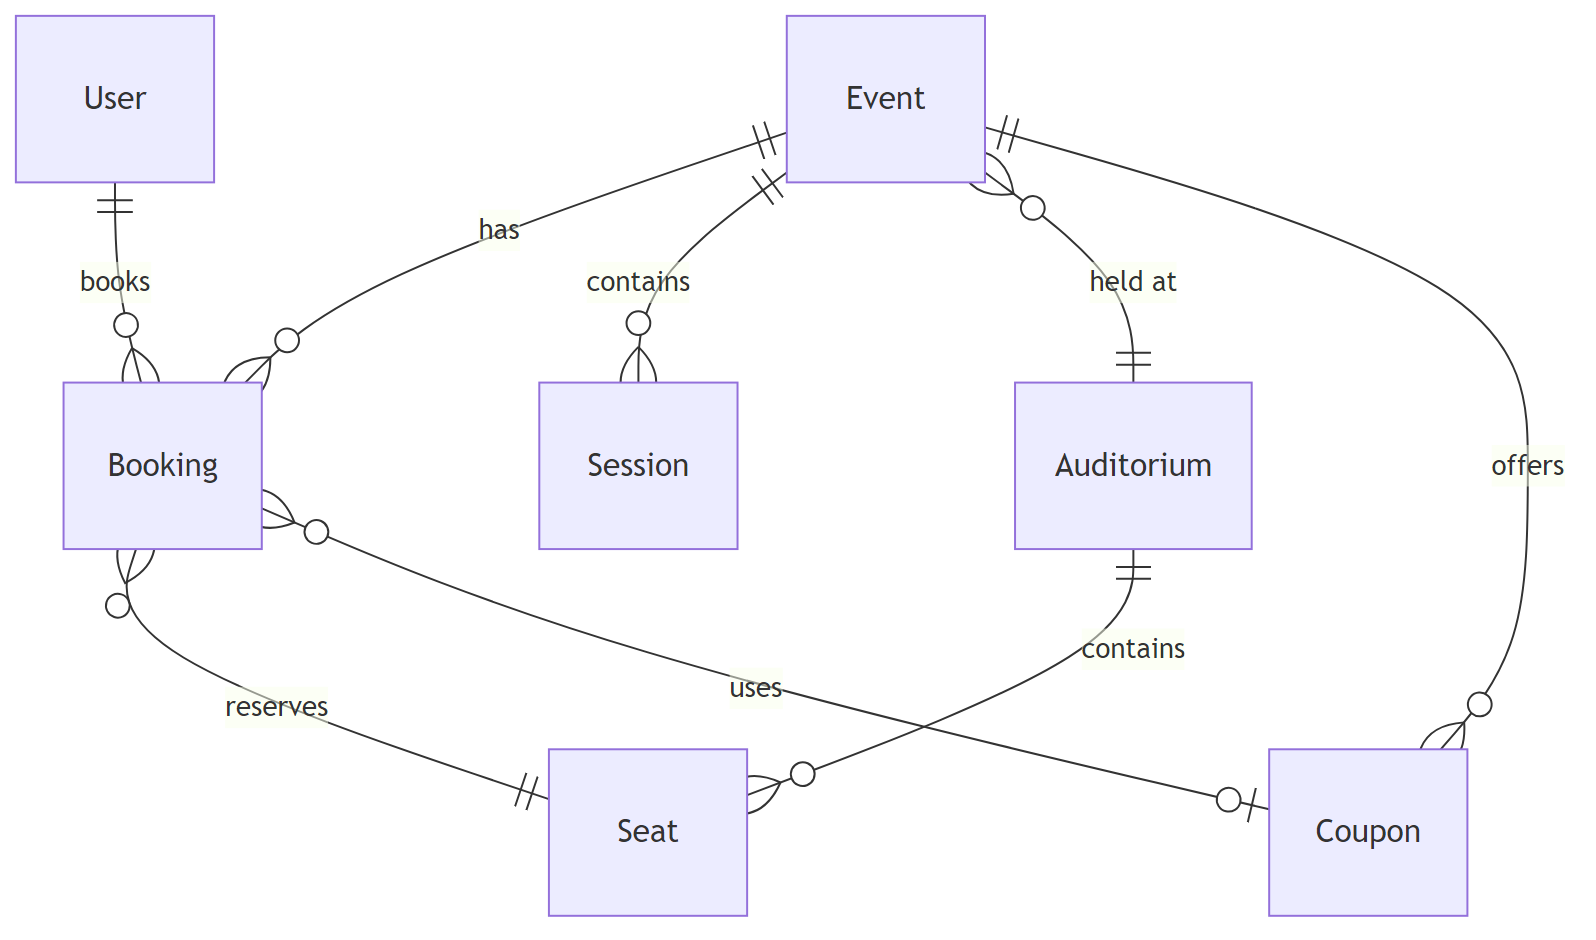 User
Event
has
books
contains
held at
Booking
Session
Auditorium
offers
contains
uses
reserves
Seat
Coupon